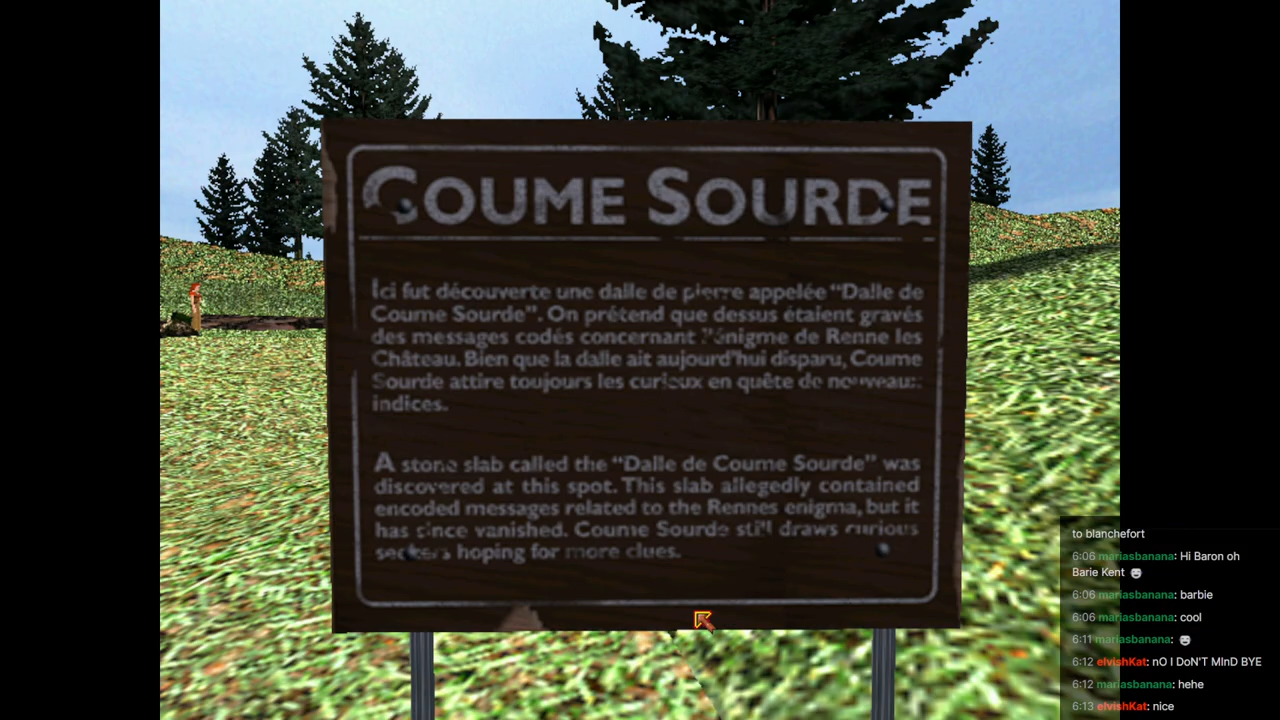 COUME SOURDE
Ici fut découverte une dalle de pierre appelée "Dalle de
Coume Sourde". On prétend que dessus étaient gravés
des messages codés concernant l'énigme de Renne les
Château. Bien que la dalle ait aujourd'hui disparu, Coume
Sourde attire toujours les curieux en quête de nouveaux
indices.
A stone slab called the "Dalle de Coume Sourde" was
discovered at this spot. This slab allegedly contained
encoded messages related to the Rennes enigma, but it
has since vanished. Coume Sourde still draws curious
seekers hoping for more clues.
to blanchefort
6:06 mariasbanana: Hi Baron oh
Barie Kent
6:06 mariasbanana: barbie
6:06 mariasbanana: cool
6:11 mariasbanana:
6:12 elvishKat: nO I DoN'T MInD BYE
6:12 mariasbanana: hehe
6:13 elvishKat: nice